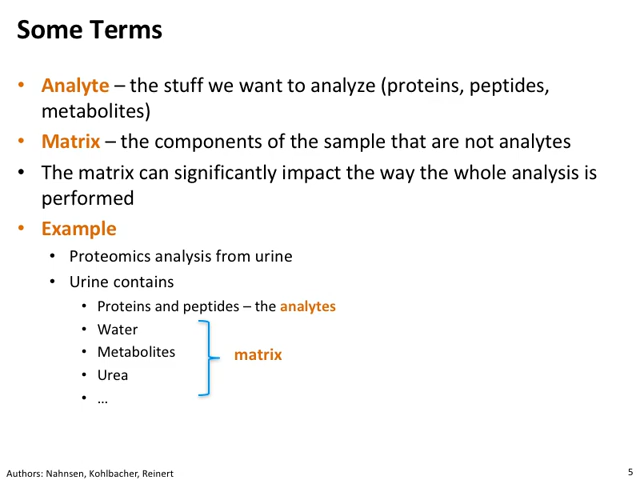 Some Terms
• Analyte – the stuff we want to analyze (proteins, peptides,
metabolites)
• Matrix – the components of the sample that are not analytes
• The matrix can significantly impact the way the whole analysis is
performed
• Example
• Proteomics analysis from urine
• Urine contains
• Proteins and peptides – the analytes
• Water
• Metabolites
matrix
• Urea
• …
Authors: Nahnsen, Kohlbacher, Reinert
5